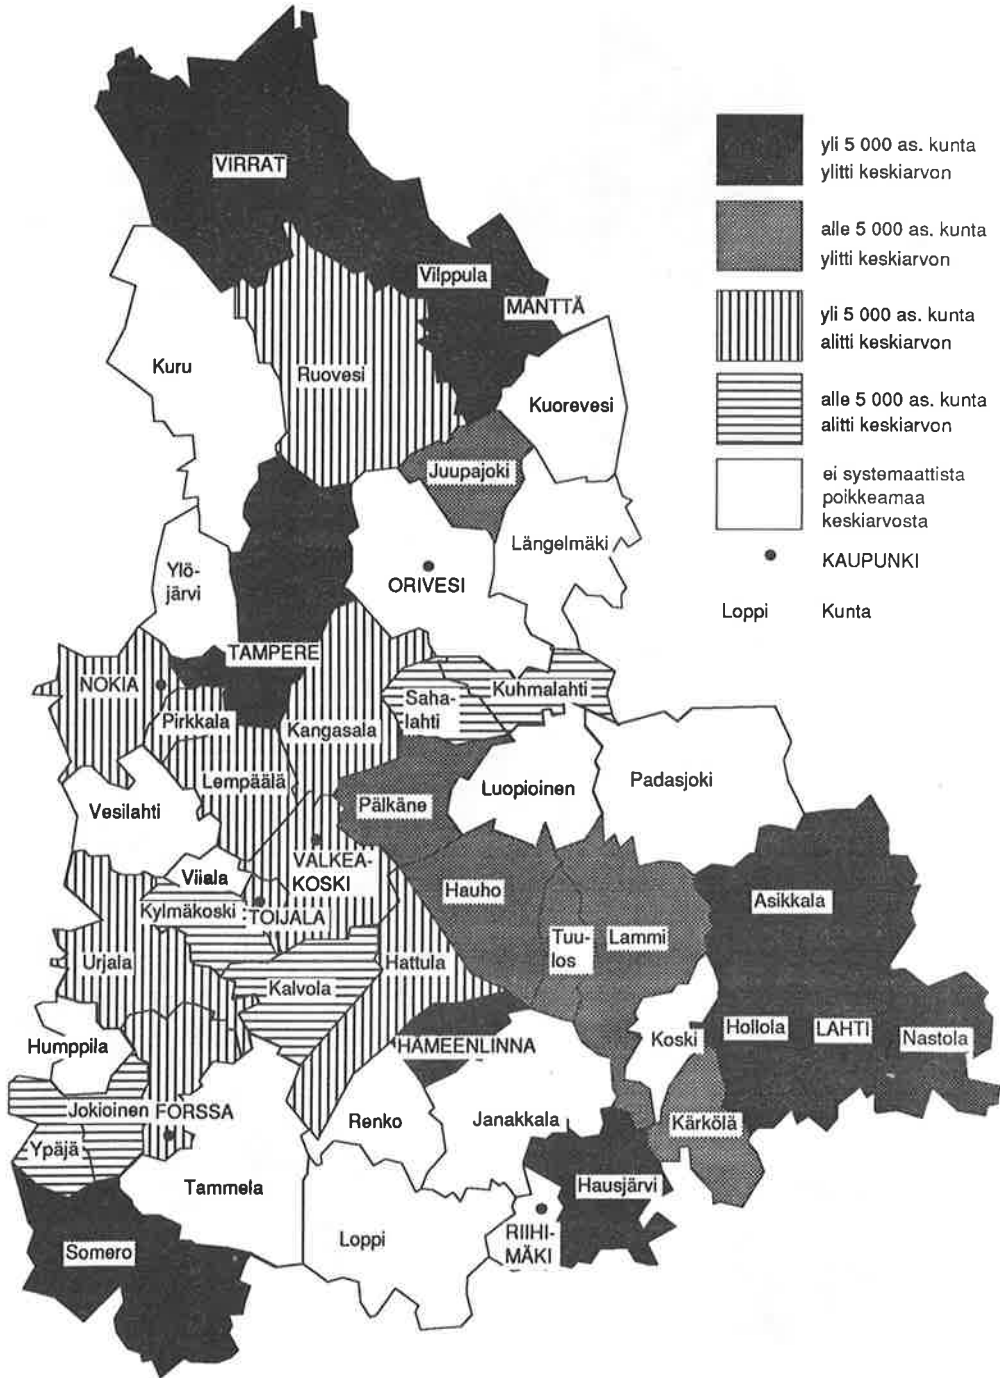 VIRRAT
Vilppula
MÄNTTÄ
Kuru
Ruovesi
Kuorevesi
Juupajoki
Längelmäki
Ylö-
järvi
ORIVESI
TAMPERE
NOKIA
Pirkkala
Kangasala
Saha-
lahti
Kuhmalahti
Lempäälä
Vesilahti
Pälkäne
Luopioinen
Padasjoki
VALKEA-
KOSKI
Viiala
Kylmäkoski
TOIJALA
Hauho
Tuu-
los
Lammi
Asikkala
Urjala
Kalvola
Hattula
Humppila
HÄMEENLINNA
Koski
Hollola
LAHTI
Nastola
Jokioinen
FORSSA
Ypäjä
Renko
Janakkala
Kärkölä
Tammela
Hausjärvi
Somero
Loppi
RIIHI-
MÄKI
yli 5 000 as. kunta
ylitti keskiarvon
alle 5 000 as. kunta
ylitti keskiarvon
yli 5 000 as. kunta
alitti keskiarvon
alle 5 000 as. kunta
alitti keskiarvon
ei systemaattista
poikkeamaa
keskiarvosta
KAUPUNKI
Loppi Kunta